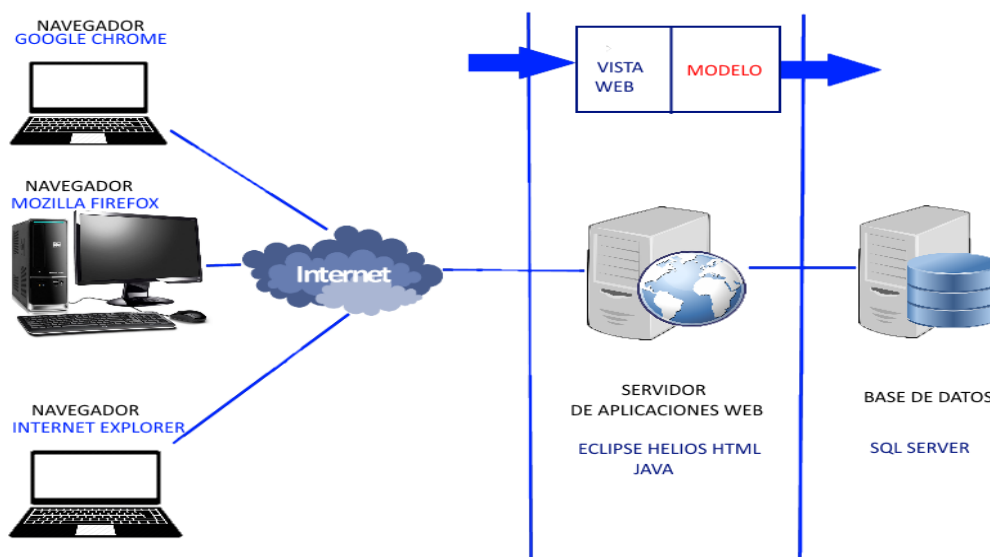 NAVEGADOR
GOOGLE CHROME
NAVEGADOR
MOZILLA FIREFOX
Internet
NAVEGADOR
INTERNET EXPLORER
VISTA
WEB
MODELO
SERVIDOR
DE APLICACIONES WEB
ECLIPSE HELIOS HTML
JAVA
BASE DE DATOS
SQL SERVER